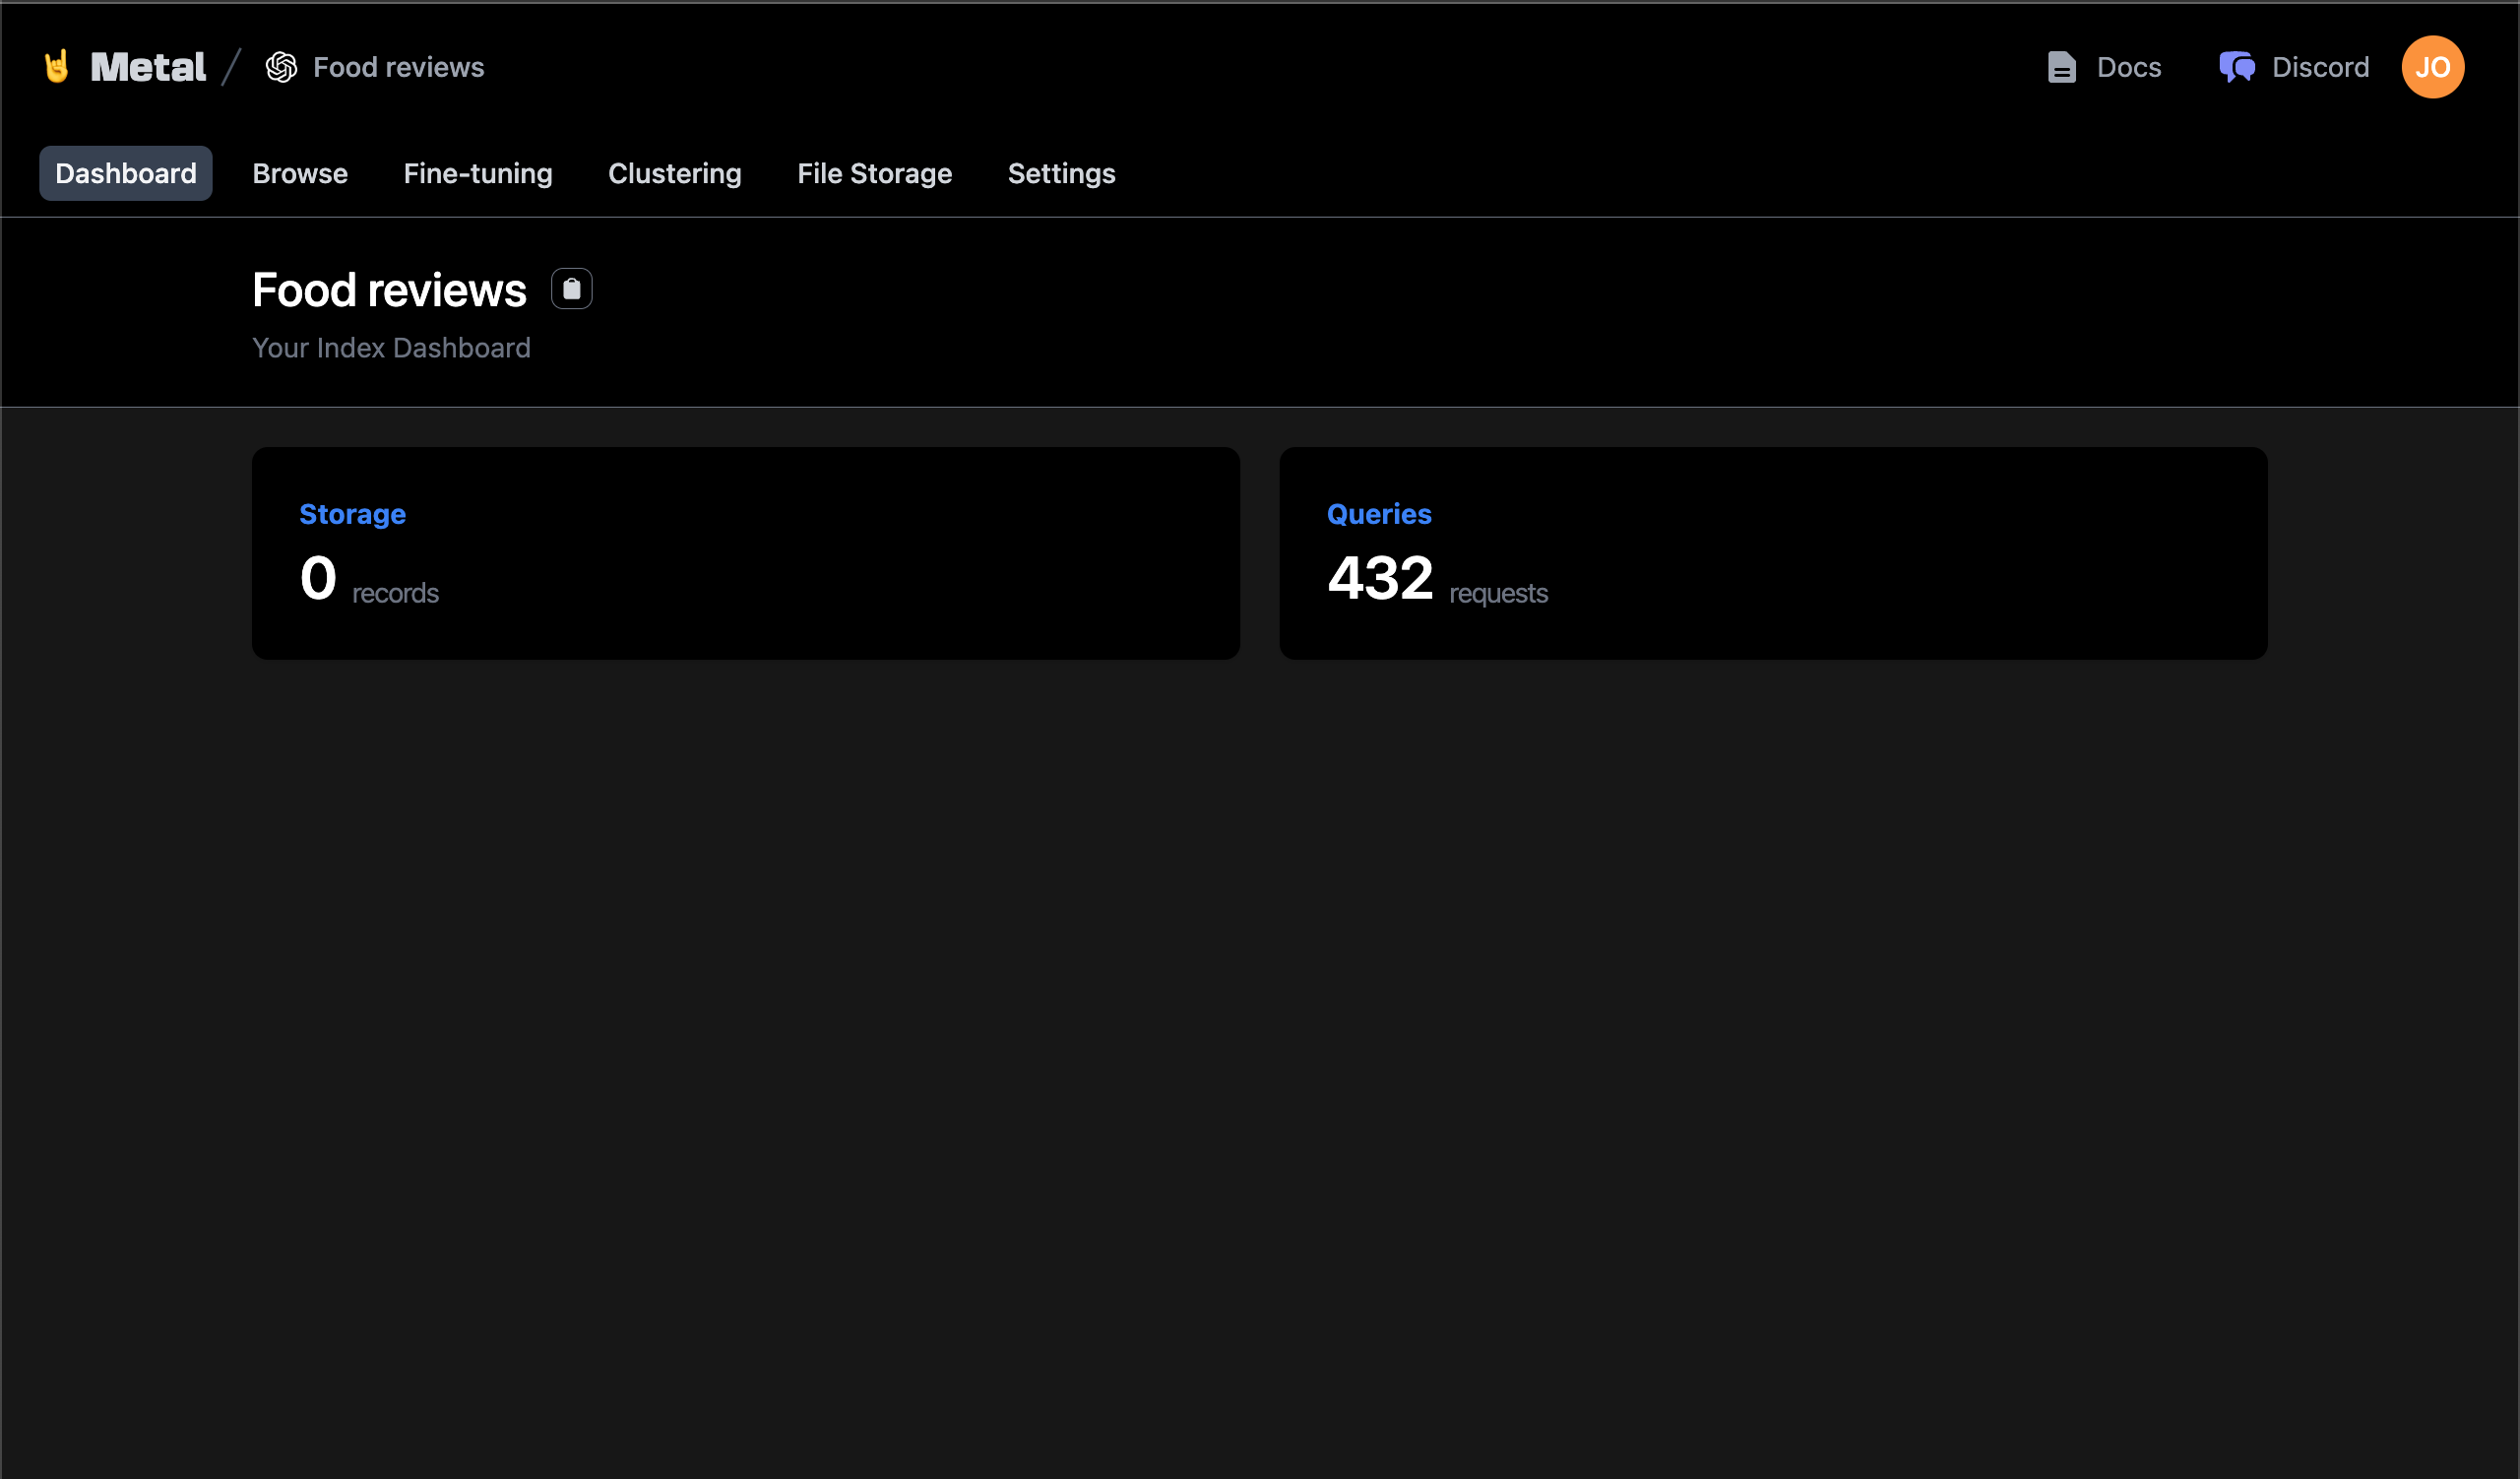 Metal / Food reviews
Docs
Discord
JO
Dashboard
Browse
Fine-tuning
Clustering
File Storage
Settings
Food reviews
Your Index Dashboard
Storage
0 records
Queries
432 requests